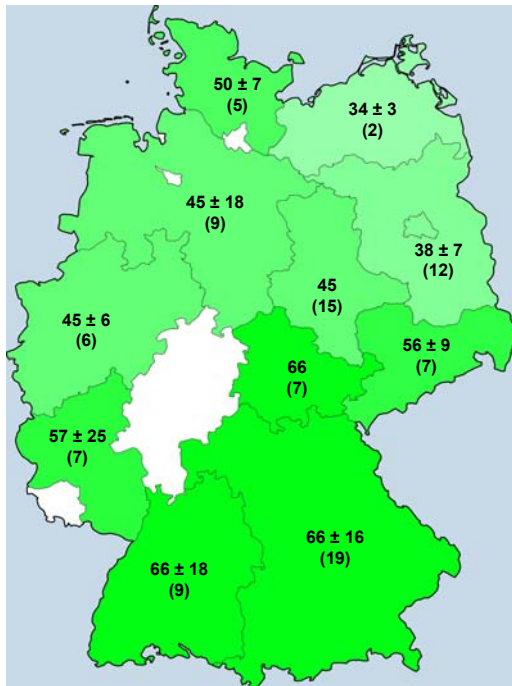 50 ± 7
(5)
34 ± 3
(2)
45 ± 18
(9)
38 ± 7
(12)
45
(15)
45 ± 6
(6)
56 ± 9
(7)
66
(7)
57 ± 25
(7)
66 ± 16
(19)
66 ± 18
(9)